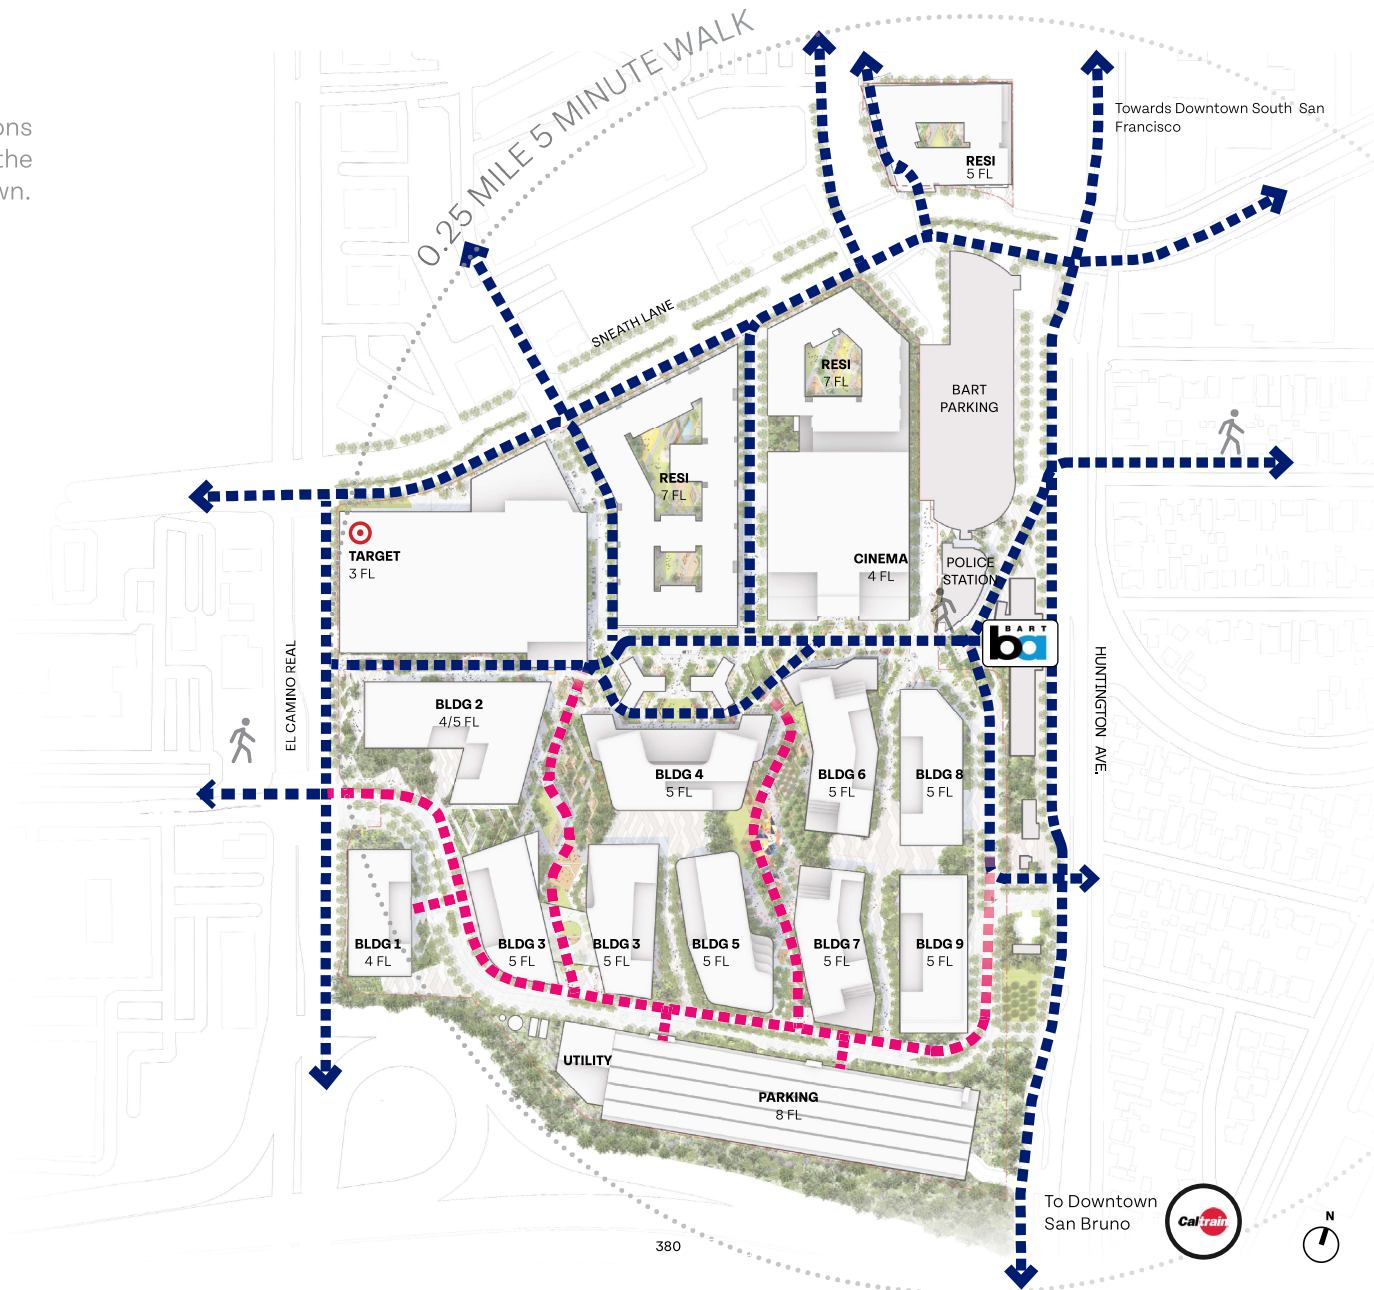 ons
the
wn.
0.25 MILE 5 MINUTE WALK
Towards Downtown South San
Francisco
RESI
5 FL
SNEATH LANE
RESI
7 FL
BART
PARKING
RESI
7 FL
TARGET
3 FL
CINEMA
4 FL
POLICE
STATION
BART
ba
EL CAMINO REAL
HUNTINGTON AVE.
BLDG 2
4/5 FL
BLDG 4
5 FL
BLDG 6
5 FL
BLDG 8
5 FL
BLDG 1
4 FL
BLDG 3
5 FL
BLDG 3
5 FL
BLDG 5
5 FL
BLDG 7
5 FL
BLDG 9
5 FL
UTILITY
PARKING
8 FL
To Downtown
San Bruno
Caltrain
N
380